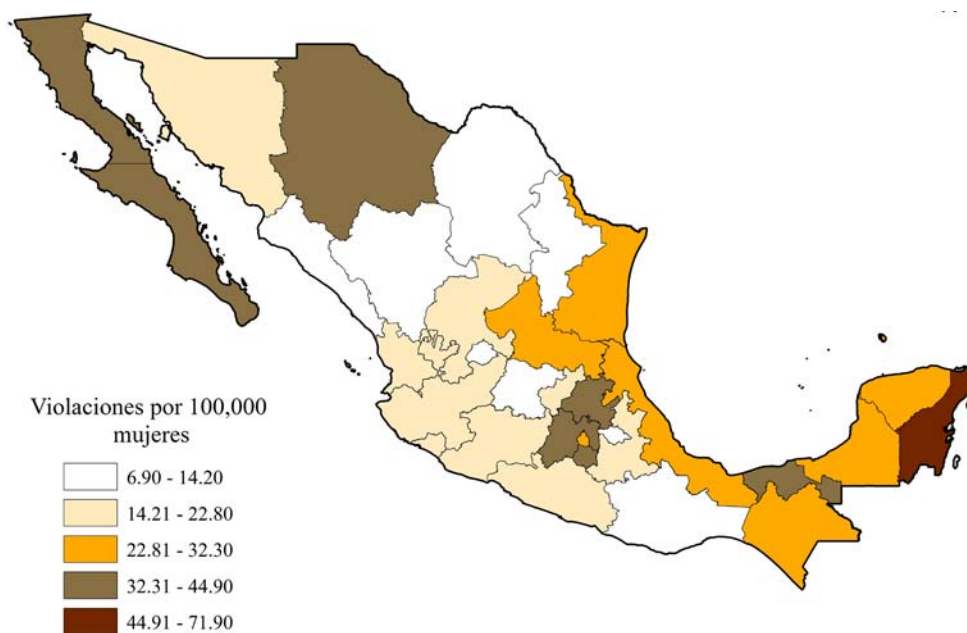 Violaciones por 100,000
mujeres
6.90 - 14.20
14.21 - 22.80
22.81 - 32.30
32.31 - 44.90
44.91 - 71.90